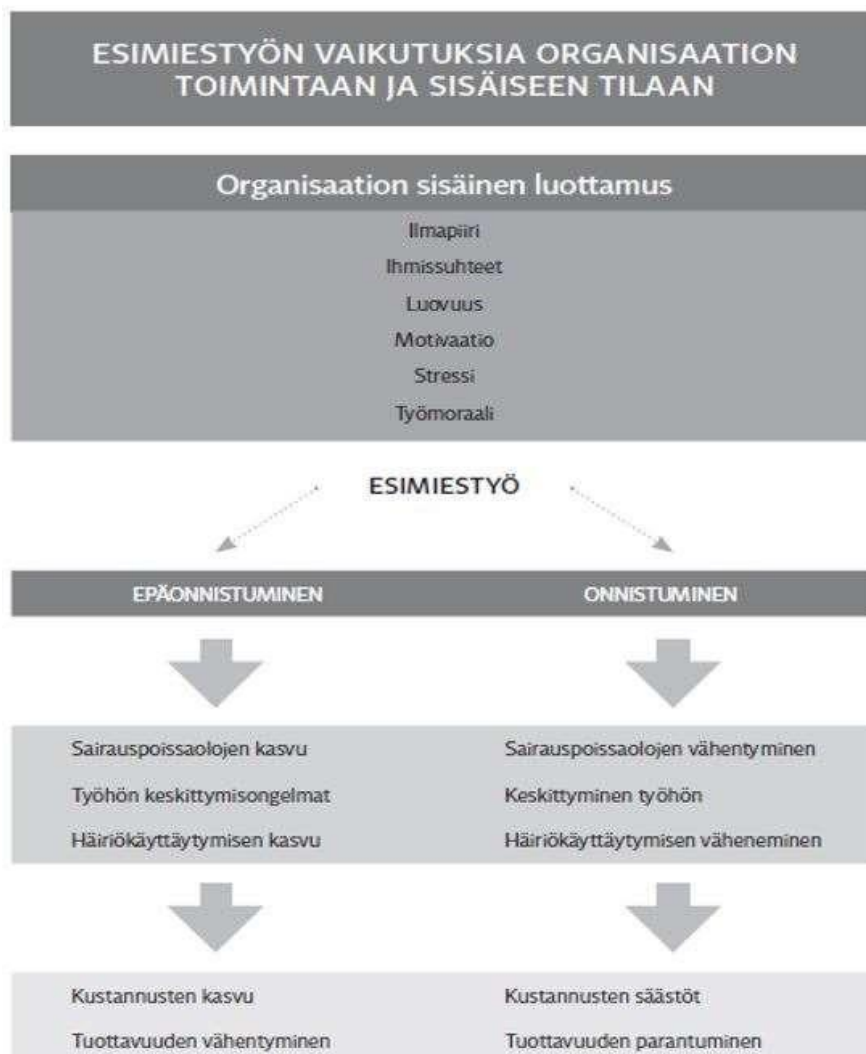 ESIMIESTYÖN VAIKUTUKSIA ORGANISAATION
TOIMINTAAN JA SISÄISEEN TILAAN
Organisaation sisäinen luottamus
Ilmapiiri
Ihmissuhteet
Luovuus
Motivaatio
Stressi
Työmoraali
ESIMIESTYÖ
EPÄONNISTUMINEN
ONNISTUMINEN
Sairauspoissaolojen kasvu
Työhön keskittymisongelmat
Häiriökäyttäytymisen kasvu
Sairauspoissaolojen vähentyminen
Keskittyminen työhön
Häiriökäyttäytymisen väheneminen
Kustannusten kasvu
Tuottavuuden vähentyminen
Kustannusten säästöt
Tuottavuuden parantuminen